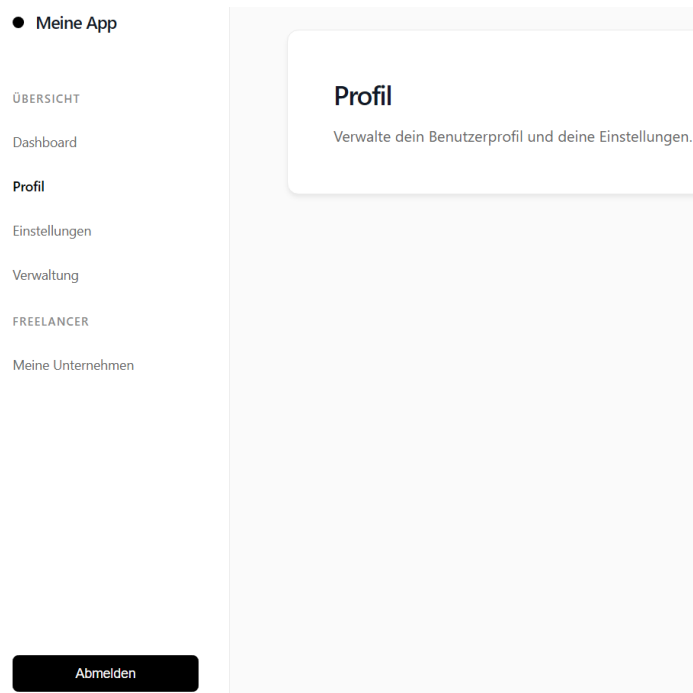 Meine App
ÜBERSICHT
Dashboard
Profil
Einstellungen
Verwaltung
FREELANCER
Meine Unternehmen
Abmelden
Profil
Verwalte dein Benutzerprofil und deine Einstellungen.